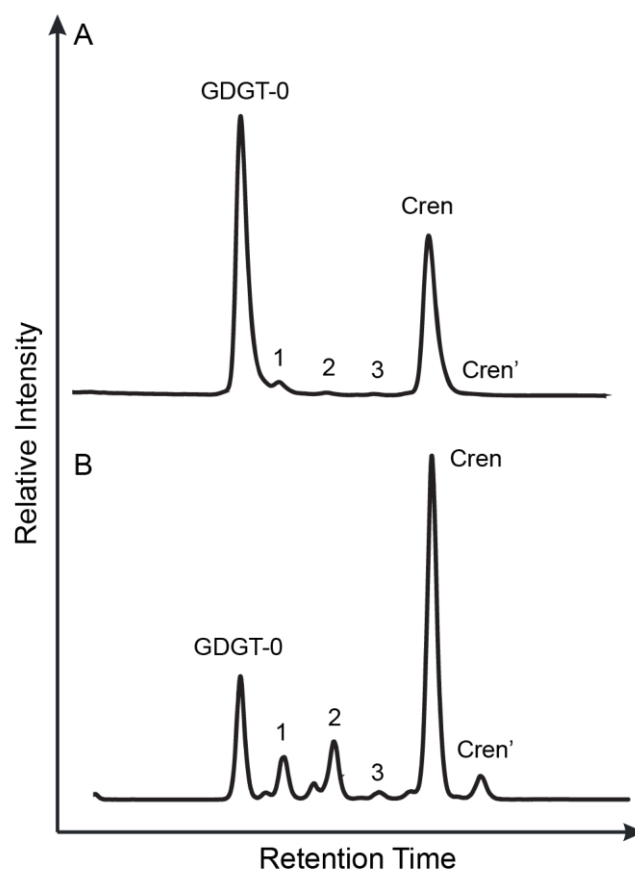 A
GDGT-0
Cren
1
2
3
Cren’
B
Cren
GDGT-0
1
2
3
Cren’
Relative Intensity
Retention Time